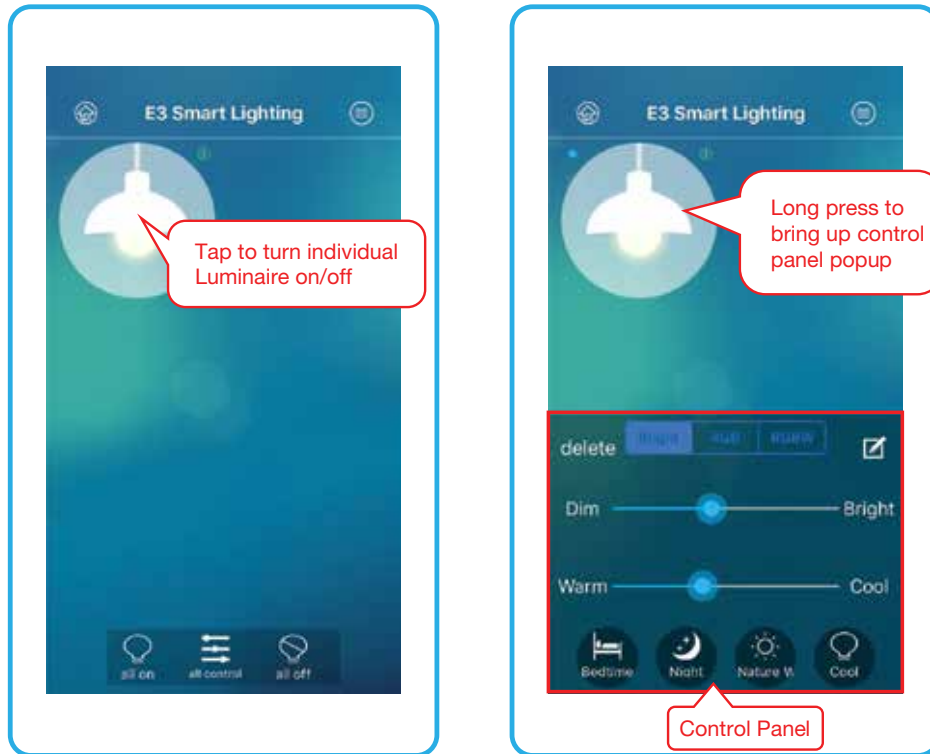 E3 Smart Lighting
Tap to turn individual
Luminaire on/off
all on
all control
all off
E3 Smart Lighting
Long press to
bring up control
panel popup
delete
Dim
Bright
Warm
Cool
Bedtime
Night
Nature W
Cool
Control Panel